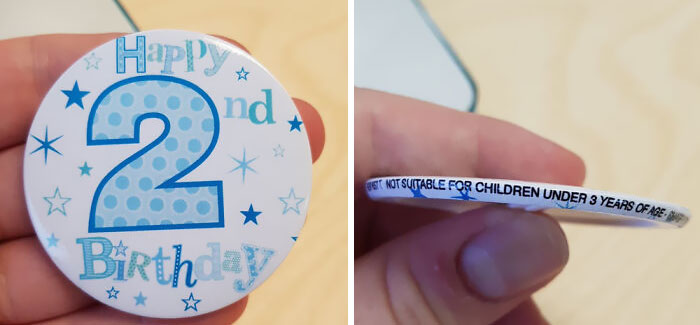 Happy
2nd
Birthday
NOT SUITABLE FOR CHILDREN UNDER 3 YEARS OF AGE -